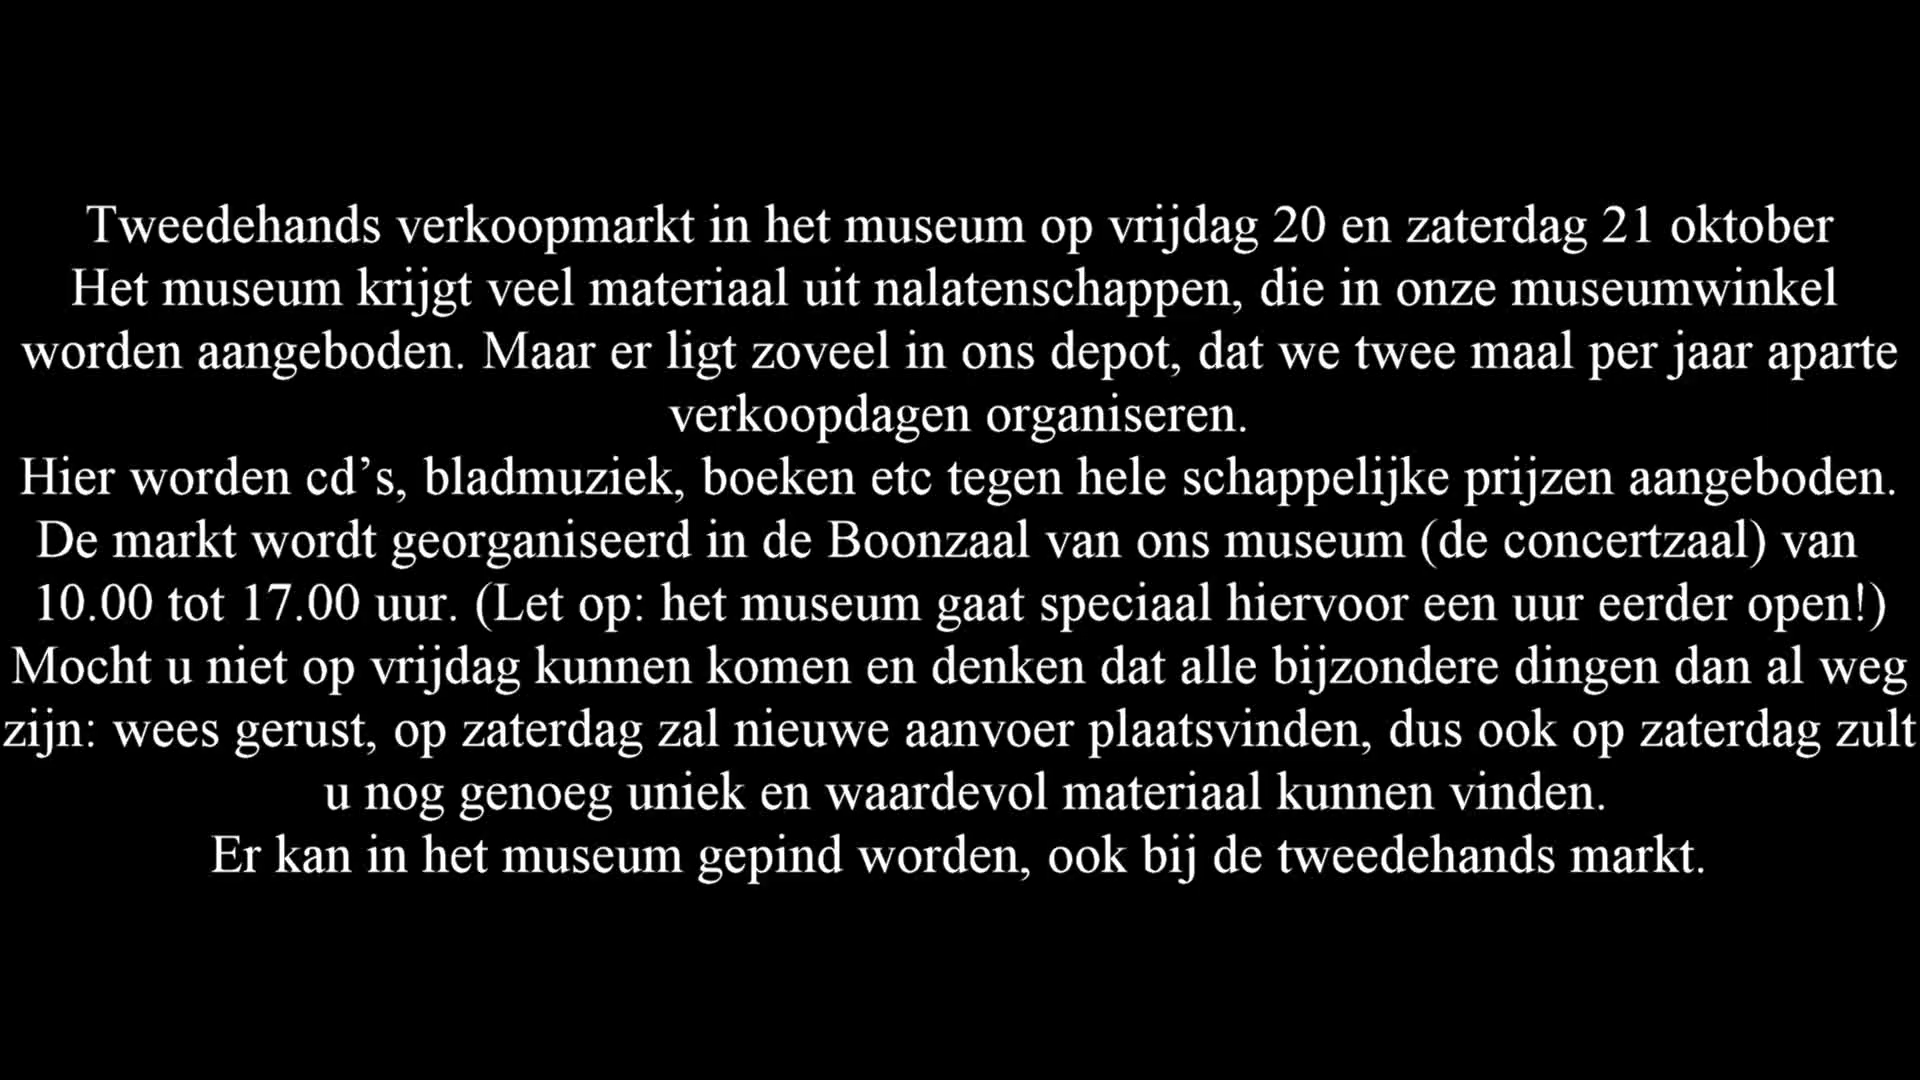 Tweedehands verkoopmarkt in het museum op vrijdag 20 en zaterdag 21 oktober
Het museum krijgt veel materiaal uit nalatenschappen, die in onze museumwinkel
worden aangeboden. Maar er ligt zoveel in ons depot, dat we twee maal per jaar aparte
verkoopdagen organiseren.
Hier worden cd’s, bladmuziek, boeken etc tegen hele schappelijke prijzen aangeboden.
De markt wordt georganiseerd in de Boonzaal van ons museum (de concertzaal) van
10.00 tot 17.00 uur. (Let op: het museum gaat speciaal hiervoor een uur eerder open!)
Mocht u niet op vrijdag kunnen komen en denken dat alle bijzondere dingen dan al weg
zijn: wees gerust, op zaterdag zal nieuwe aanvoer plaatsvinden, dus ook op zaterdag zult
u nog genoeg uniek en waardevol materiaal kunnen vinden.
Er kan in het museum gepind worden, ook bij de tweedehands markt.